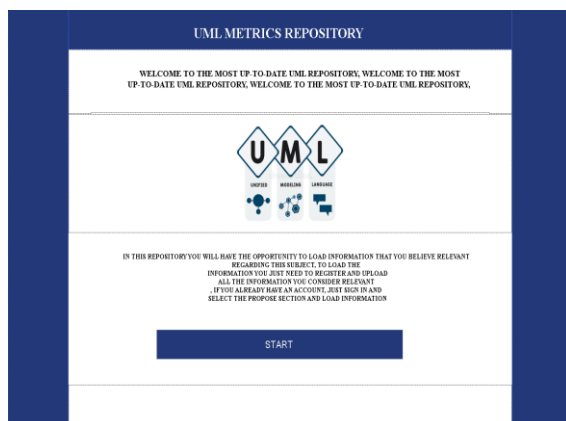 UML METRICS REPOSITORY
WELCOME TO THE MOST UP-TO-DATE UML REPOSITORY, WELCOME TO THE MOST
UP-TO-DATE UML REPOSITORY, WELCOME TO THE MOST UP-TO-DATE UML REPOSITORY,
U M L
UNIFIED MODELING LANGUAGE
IN THIS REPOSITORY YOU WILL HAVE THE OPPORTUNITY TO LOAD INFORMATION THAT YOU BELIEVE RELEVANT
REGARDING THIS SUBJECT, TO LOAD THE
INFORMATION YOU JUST NEED TO REGISTER AND UPLOAD
ALL THE INFORMATION YOU CONSIDER RELEVANT
, IF YOU ALREADY HAVE AN ACCOUNT, JUST SIGN IN AND
SELECT THE PROPOSE SECTION AND LOAD INFORMATION
START